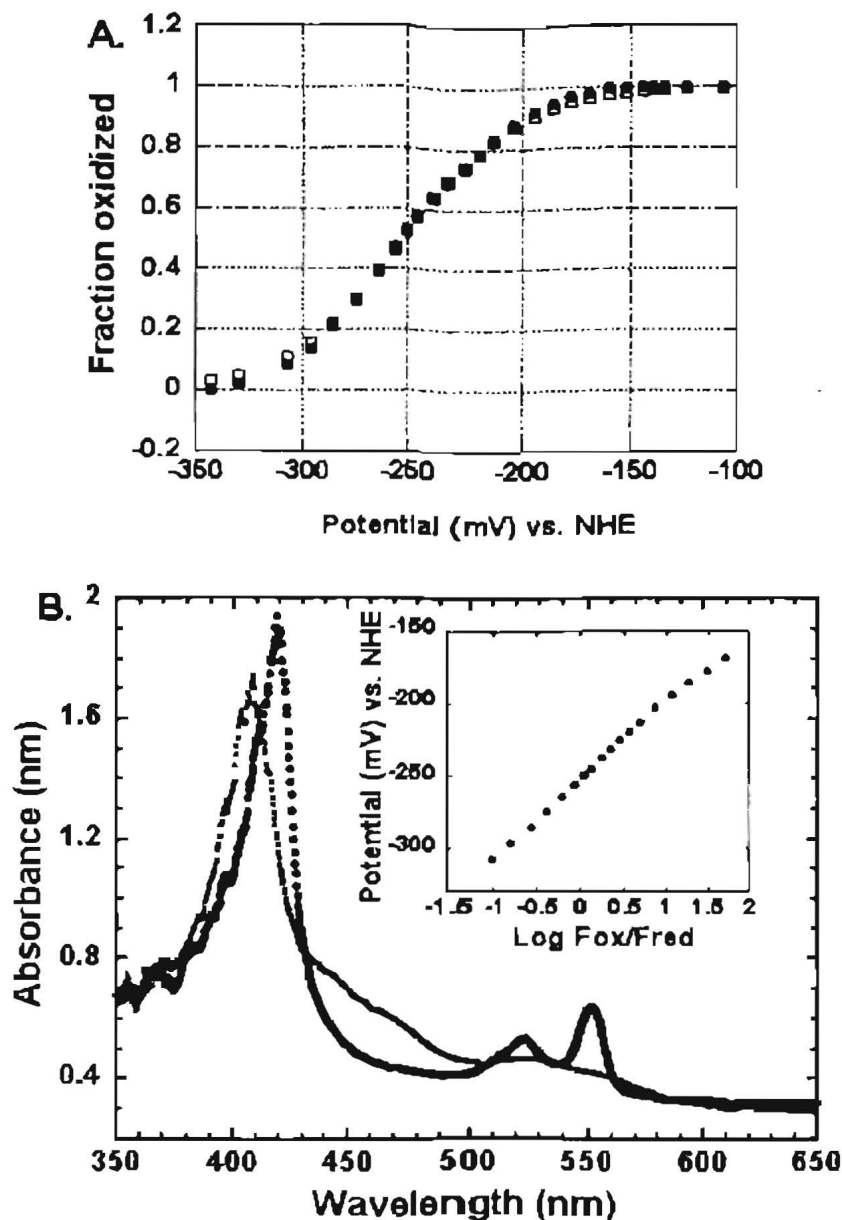 A.
1.2
1
0.8
0.6
0.4
0.2
0
-0.2
Fraction oxidized
-350 -300 -250 -200 -150 -100
Potential (mV) vs. NHE
B.
2
1.6
1.2
0.8
0.4
Absorbance (nm)
350 400 450 500 550 600 650
Wavelength (nm)
-150
-200
-250
-300
Potential (mV) vs. NHE
-1.5 -1 -0.5 0 0.5 1 1.5 2
Log Fox/Fred